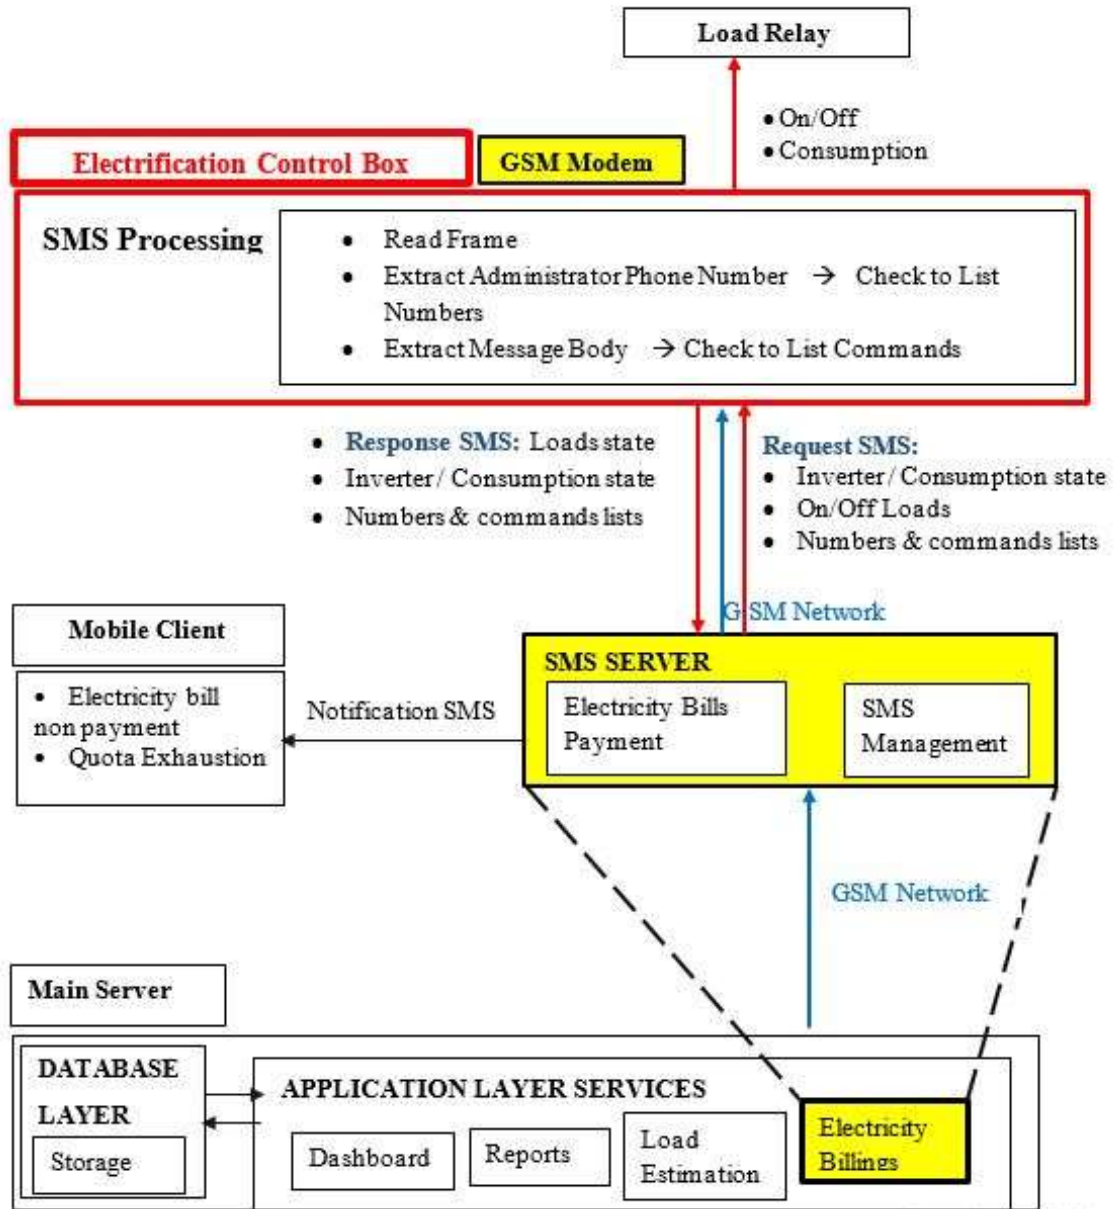 Load Relay
• On/Off
• Consumption
Electrification Control Box
GSM Modem
SMS Processing
• Read Frame
• Extract Administrator Phone Number → Check to List
Numbers
• Extract Message Body → Check to List Commands
• Response SMS: Loads state
• Inverter / Consumption state
• Numbers & commands lists
Request SMS:
• Inverter / Consumption state
• On/Off Loads
• Numbers & commands lists
GSM Network
Mobile Client
• Electricity bill
non payment
• Quota Exhaustion
Notification SMS
SMS SERVER
Electricity Bills
Payment
SMS
Management
GSM Network
Main Server
DATABASE
LAYER
Storage
APPLICATION LAYER SERVICES
Dashboard
Reports
Load
Estimation
Electricity
Billings